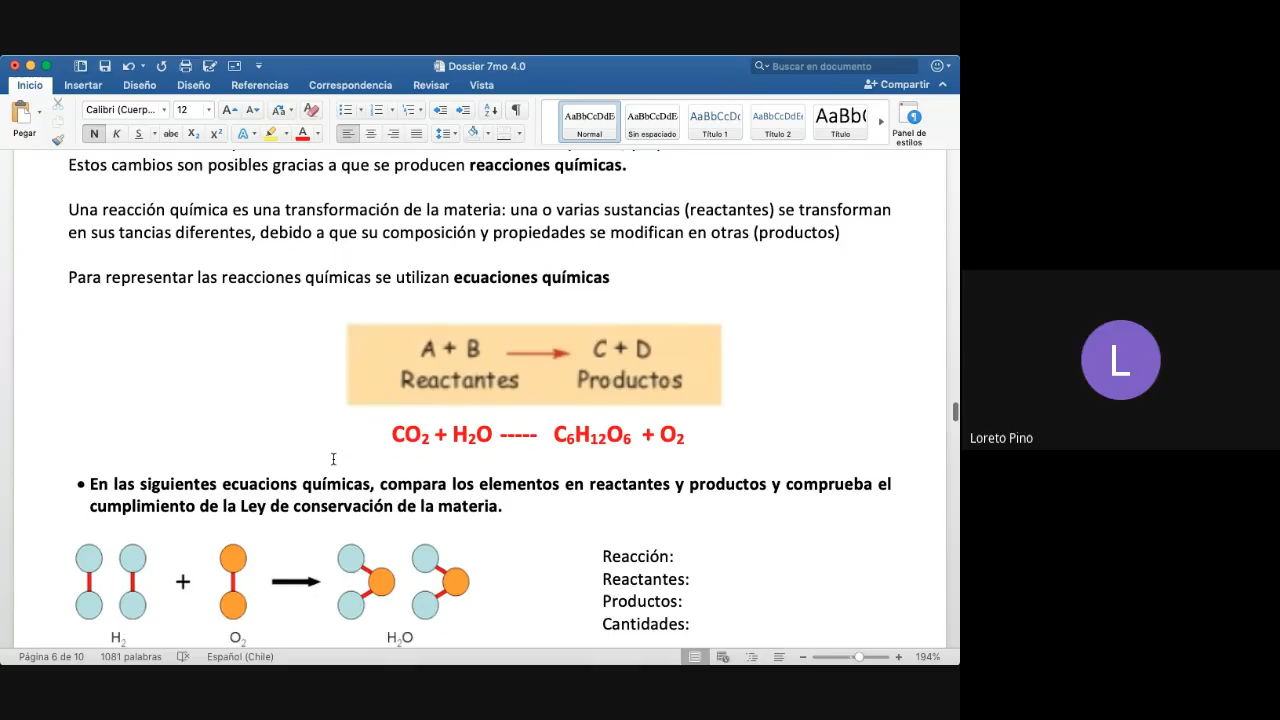 Dossier 7mo 4.0
Buscar en documento
Inicio Insertar Diseño Diseño Referencias Correspondencia Revisar Vista Compartir
Pegar
Calibri (Cuerp... 12
N K S abc X₂ X² A A
AaBbCcDdE AaBbCcDdE AaBbCcDc AaBbCcDdE AaBbC
Normal Sin espaciado Título 1 Título 2 Título
Panel de estilos
Estos cambios son posibles gracias a que se producen reacciones químicas.
Una reacción química es una transformación de la materia: una o varias sustancias (reactantes) se transforman
en sus tancias diferentes, debido a que su composición y propiedades se modifican en otras (productos)
Para representar las reacciones químicas se utilizan ecuaciones químicas
A + B C + D
Reactantes Productos
CO₂ + H₂O ----- C₆H₁₂O₆ + O₂
• En las siguientes ecuacions químicas, compara los elementos en reactantes y productos y comprueba el
cumplimiento de la Ley de conservación de la materia.
+
Reacción:
Reactantes:
Productos:
Cantidades:
H₂ O₂ H₂O
Página 6 de 10 1081 palabras Español (Chile) 194%
L
Loreto Pino